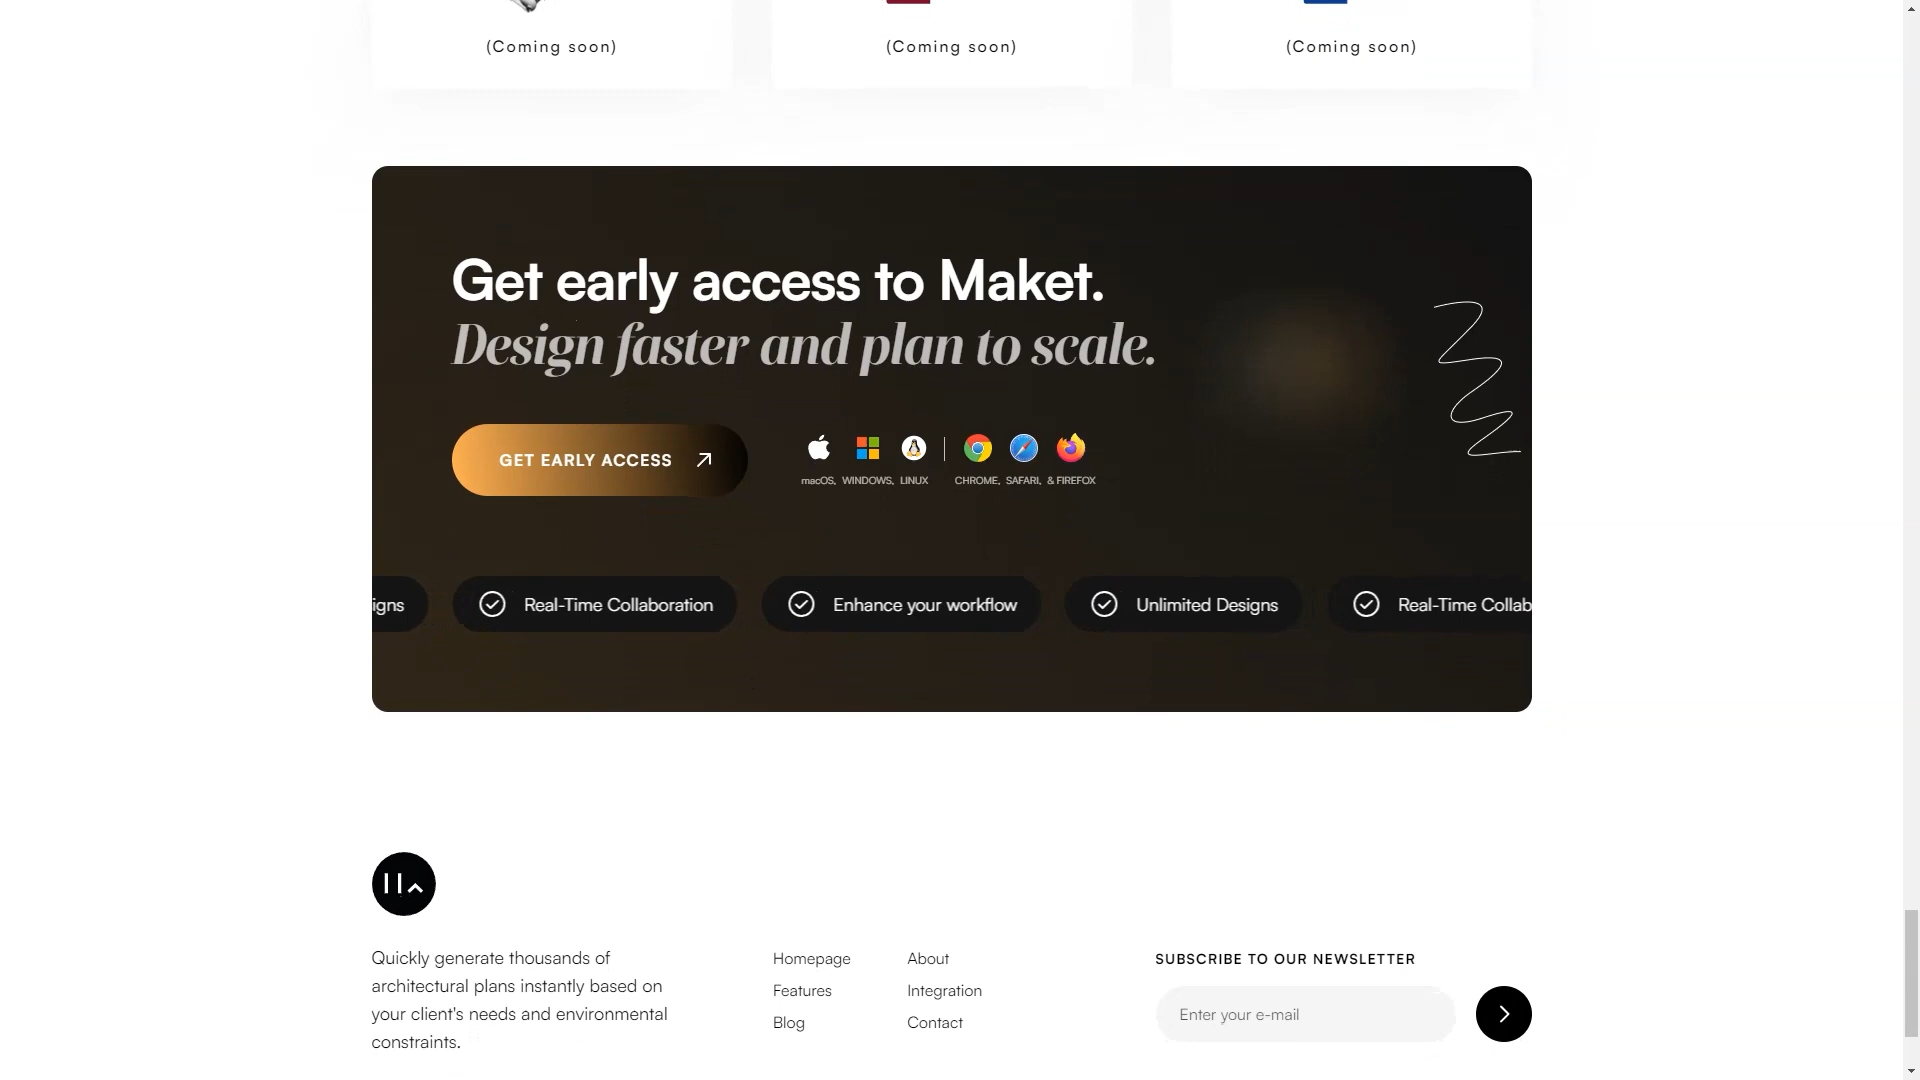 (Coming soon) (Coming soon) (Coming soon)
Get early access to Maket.
Design faster and plan to scale.
GET EARLY ACCESS
macOS, WINDOWS, LINUX CHROME, SAFARI, & FIREFOX
igns Real-Time Collaboration Enhance your workflow Unlimited Designs Real-Time Collab
Quickly generate thousands of
architectural plans instantly based on
your client's needs and environmental
constraints.
Homepage
Features
Blog
About
Integration
Contact
SUBSCRIBE TO OUR NEWSLETTER
Enter your e-mail